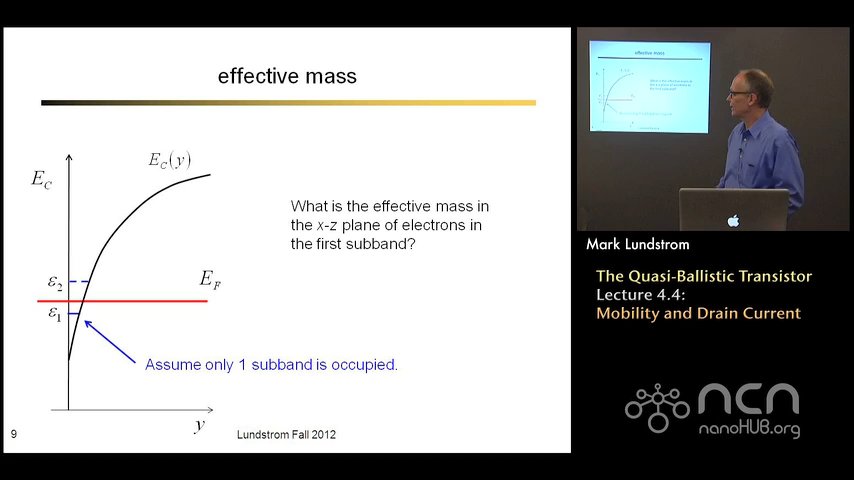 effective mass
E_C(y)
E_C
What is the effective mass in
the x-z plane of electrons in
the first subband?
ε_2
E_F
ε_1
Assume only 1 subband is occupied.
y
9
Lundstrom Fall 2012
effective mass
Mark Lundstrom
The Quasi-Ballistic Transistor
Lecture 4.4:
Mobility and Drain Current
ncn
nanoHUB.org